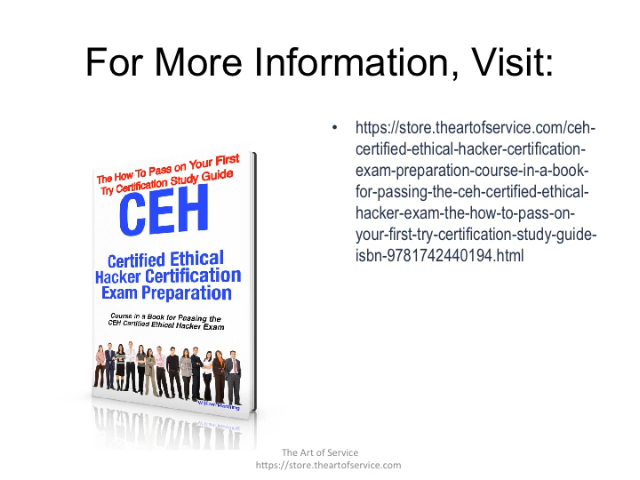 For More Information, Visit:
• https://store.theartofservice.com/ceh-
certified-ethical-hacker-certification-
exam-preparation-course-in-a-book-
for-passing-the-ceh-certified-ethical-
hacker-exam-the-how-to-pass-on-
your-first-try-certification-study-guide-
isbn-9781742440194.html
The How To Pass on Your First
Try Certification Study Guide
CEH
Certified Ethical
Hacker Certification
Exam Preparation
Course in a Book for Passing the
CEH Certified Ethical Hacker Exam
William Manning
The Art of Service
https://store.theartofservice.com